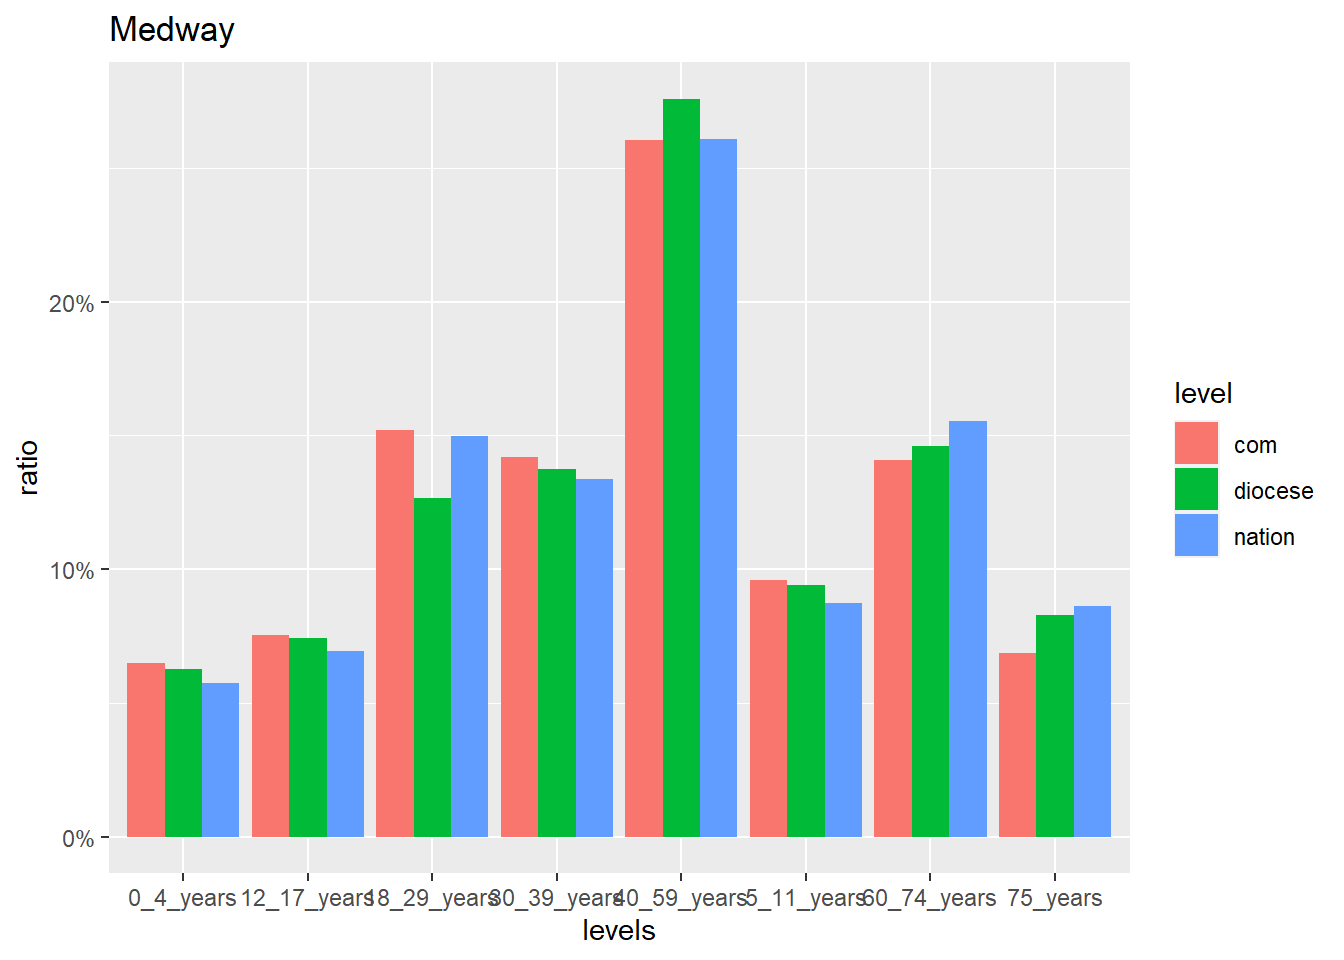 Medway
20%
10%
0%
ratio
0_4_years 12_17_years 18_29_years 30_39_years 40_59_years 5_11_years 60_74_years 75_years
levels
level
com
diocese
nation